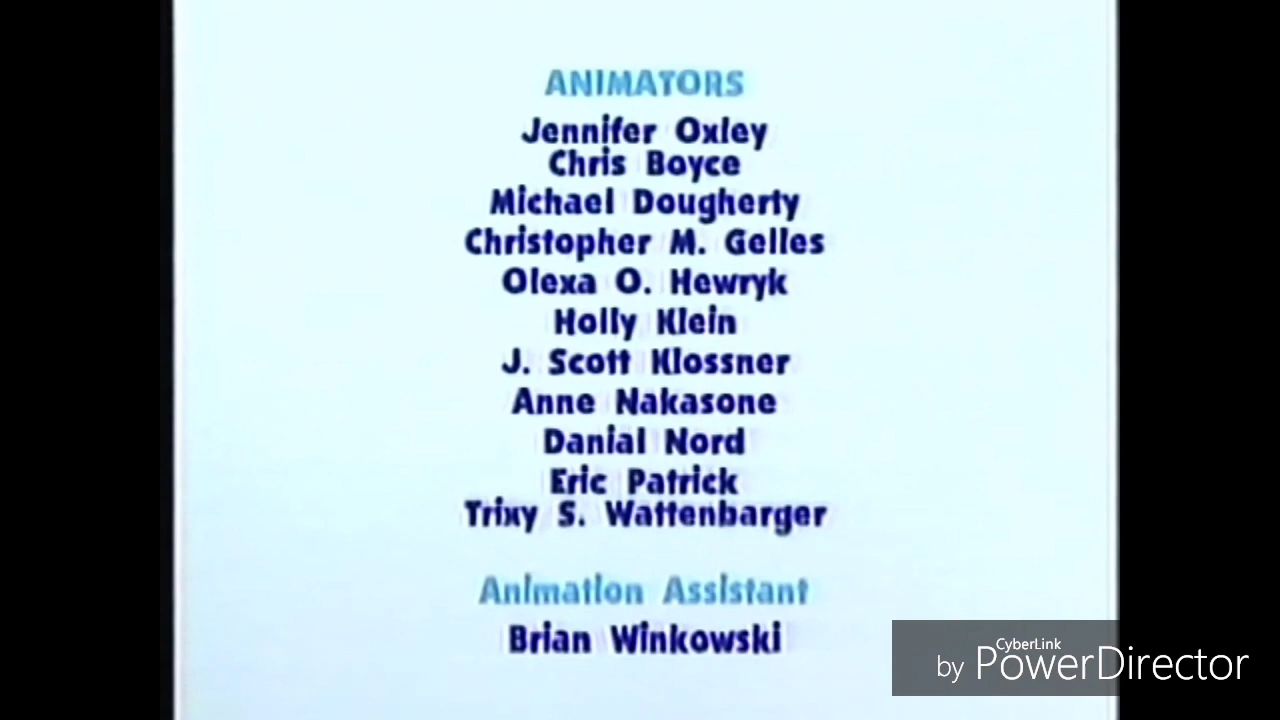 ANIMATORS
Jennifer Oxley
Chris Boyce
Michael Dougherty
Christopher M. Gelles
Olexa O. Hewryk
Holly Klein
J. Scott Klossner
Anne Nakasone
Danial Nord
Eric Patrick
Trixy S. Wattenbarger
Animation Assistant
Brian Winkowski
CyberLink
by PowerDirector